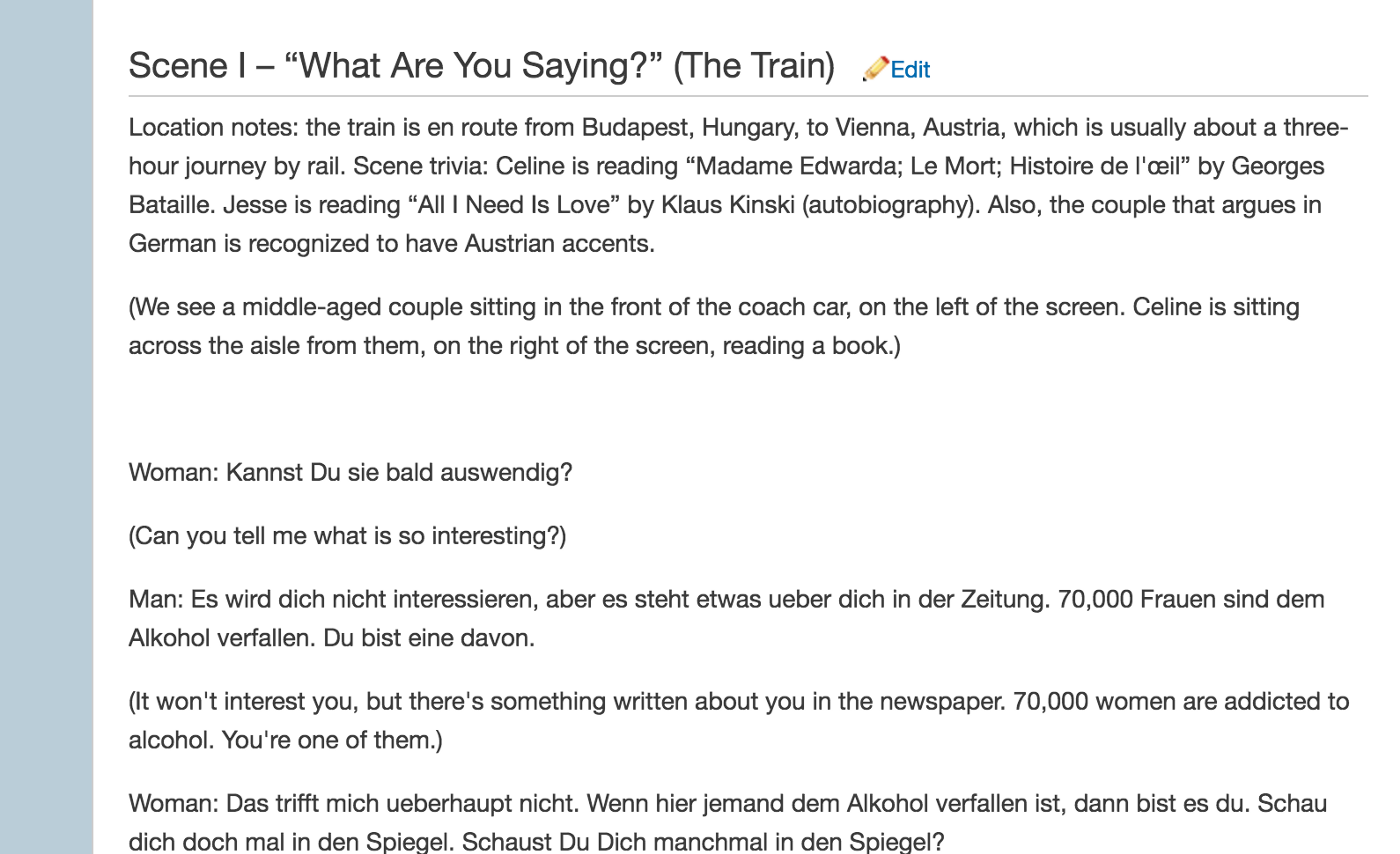 Scene I – “What Are You Saying?” (The Train) Edit
Location notes: the train is en route from Budapest, Hungary, to Vienna, Austria, which is usually about a three-
hour journey by rail. Scene trivia: Celine is reading “Madame Edwarda; Le Mort; Histoire de l'œil” by Georges
Bataille. Jesse is reading “All I Need Is Love” by Klaus Kinski (autobiography). Also, the couple that argues in
German is recognized to have Austrian accents.
(We see a middle-aged couple sitting in the front of the coach car, on the left of the screen. Celine is sitting
across the aisle from them, on the right of the screen, reading a book.)
Woman: Kannst Du sie bald auswendig?
(Can you tell me what is so interesting?)
Man: Es wird dich nicht interessieren, aber es steht etwas ueber dich in der Zeitung. 70,000 Frauen sind dem
Alkohol verfallen. Du bist eine davon.
(It won't interest you, but there's something written about you in the newspaper. 70,000 women are addicted to
alcohol. You're one of them.)
Woman: Das trifft mich ueberhaupt nicht. Wenn hier jemand dem Alkohol verfallen ist, dann bist es du. Schau
dich doch mal in den Spiegel. Schaust Du Dich manchmal in den Spiegel?